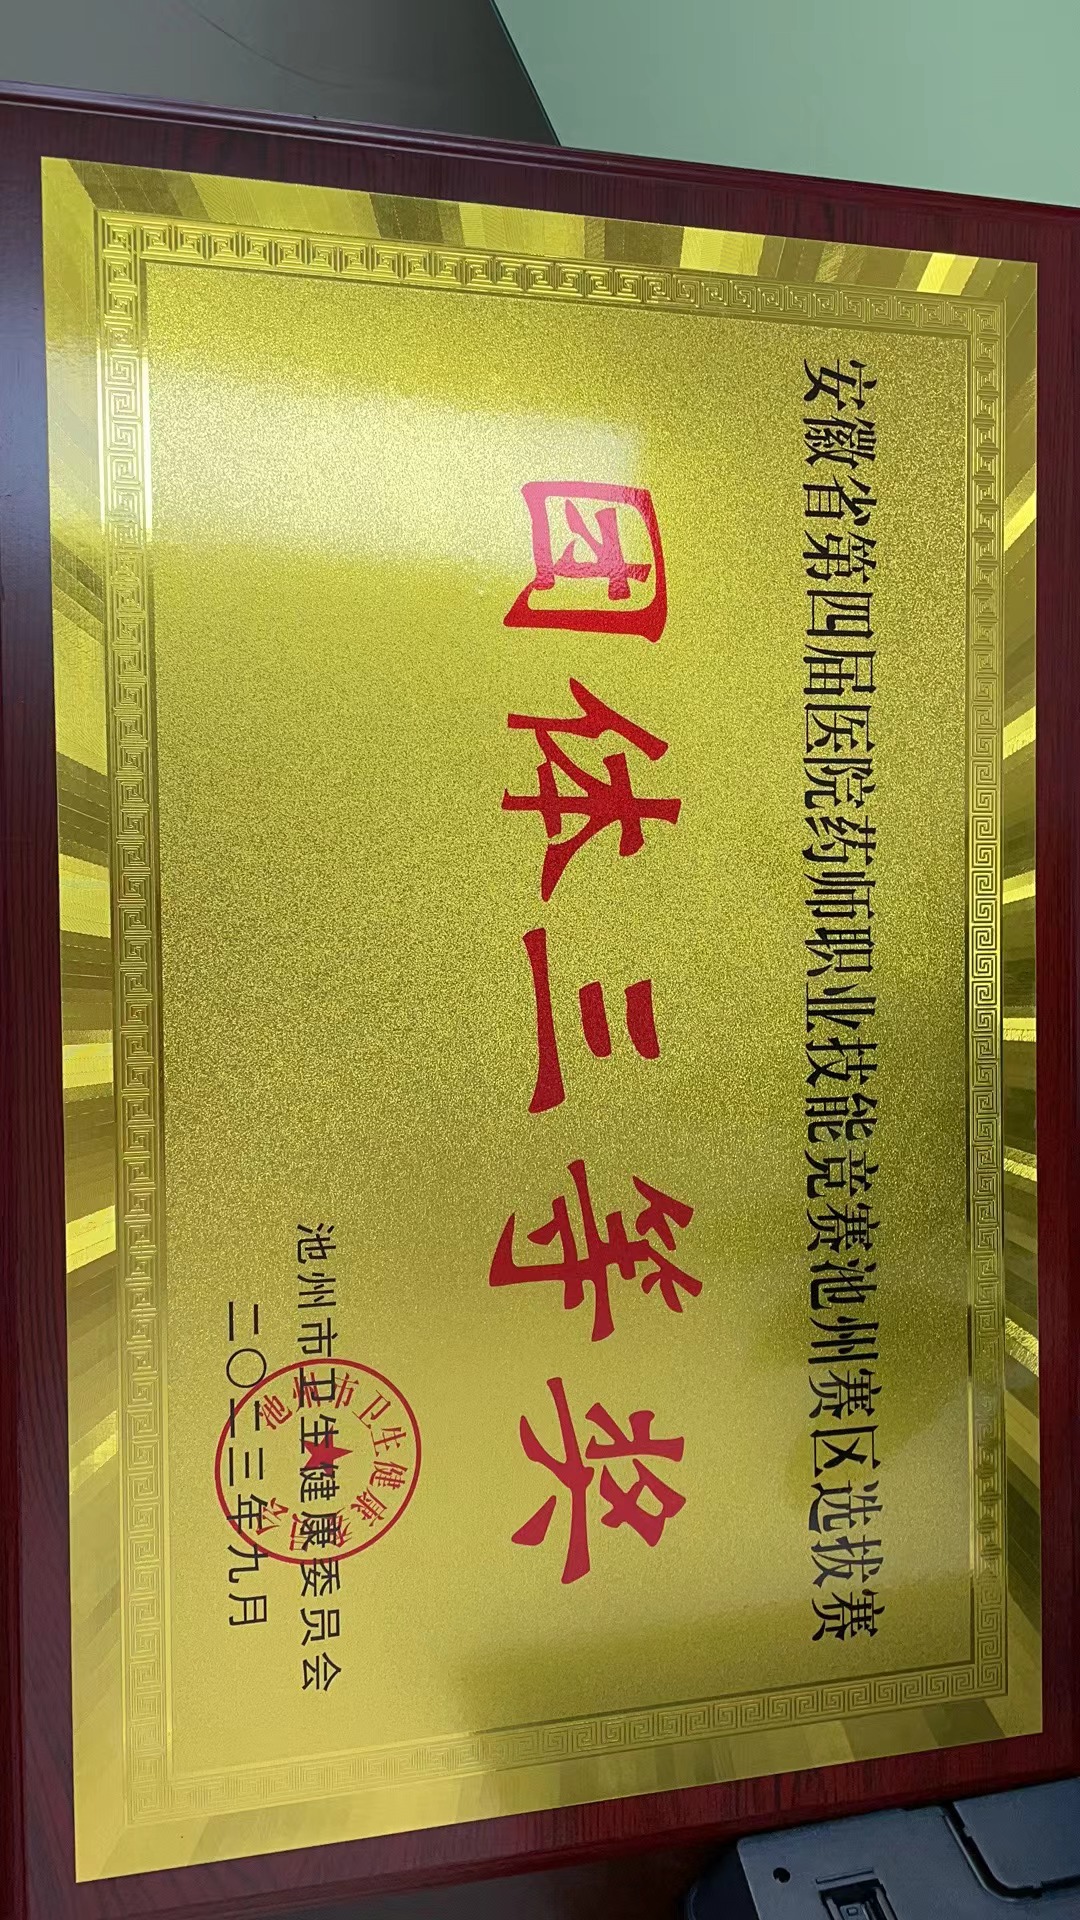 安徽省第四届医院药师职业技能竞赛池州赛区选拔赛
团体三等奖
池州市卫生健康委员会
二〇二三年九月